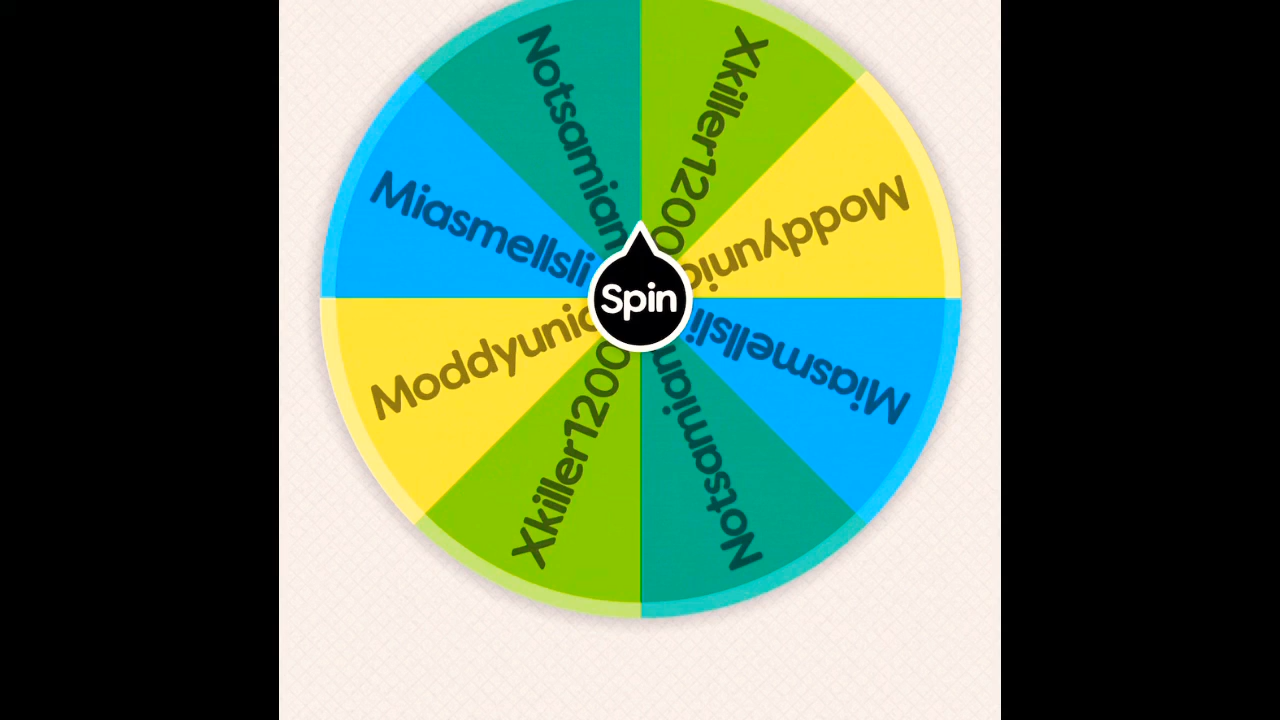 Notsamian
Xkiller1200
Miasmellsli
Moddyunic
Spin
Moddyunic
Miasmellsli
Xkiller1200
Notsamian